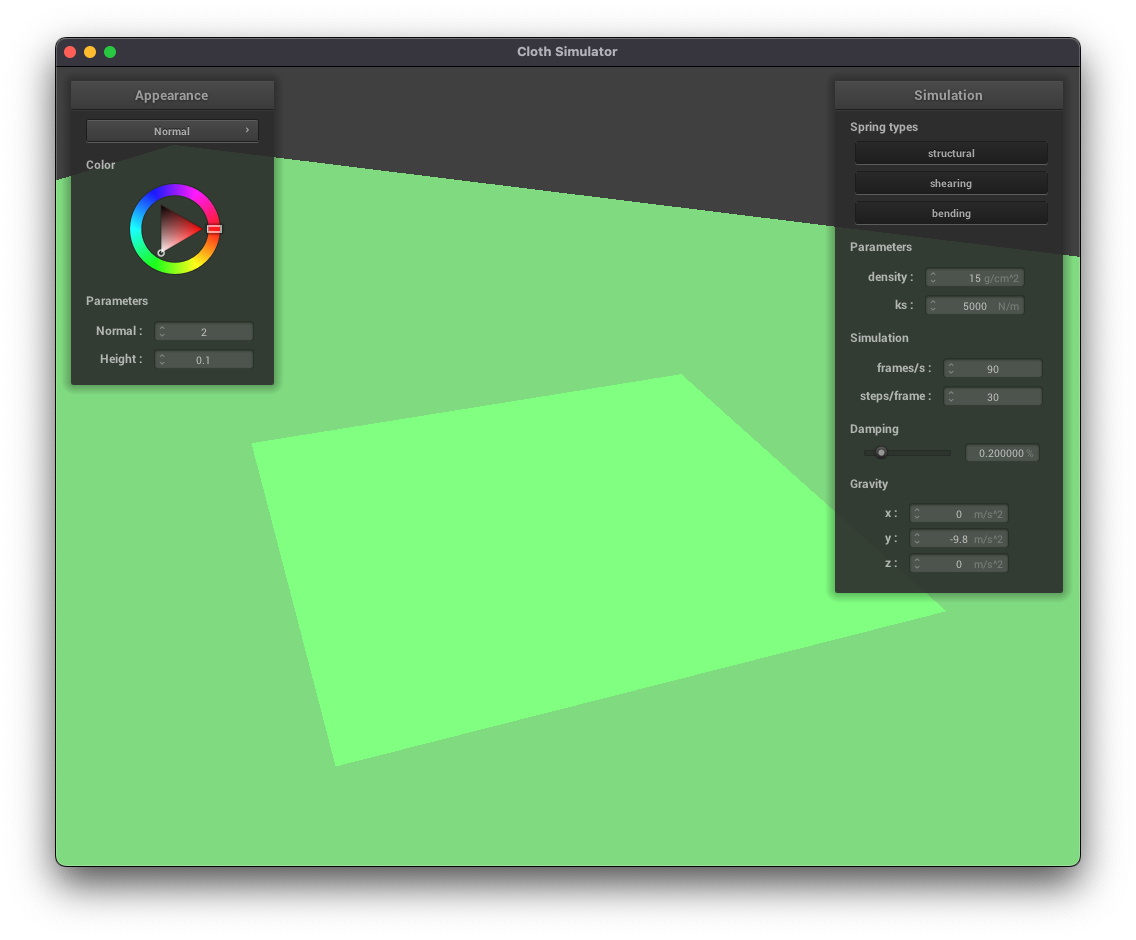 Cloth Simulator
Appearance
Normal
Color
Parameters
Normal : 2
Height : 0.1
Simulation
Spring types
structural
shearing
bending
Parameters
density : 15 g/cm^2
ks : 5000 N/m
Simulation
frames/s : 90
steps/frame : 30
Damping
0.200000 %
Gravity
x : 0 m/s^2
y : -9.8 m/s^2
z : 0 m/s^2